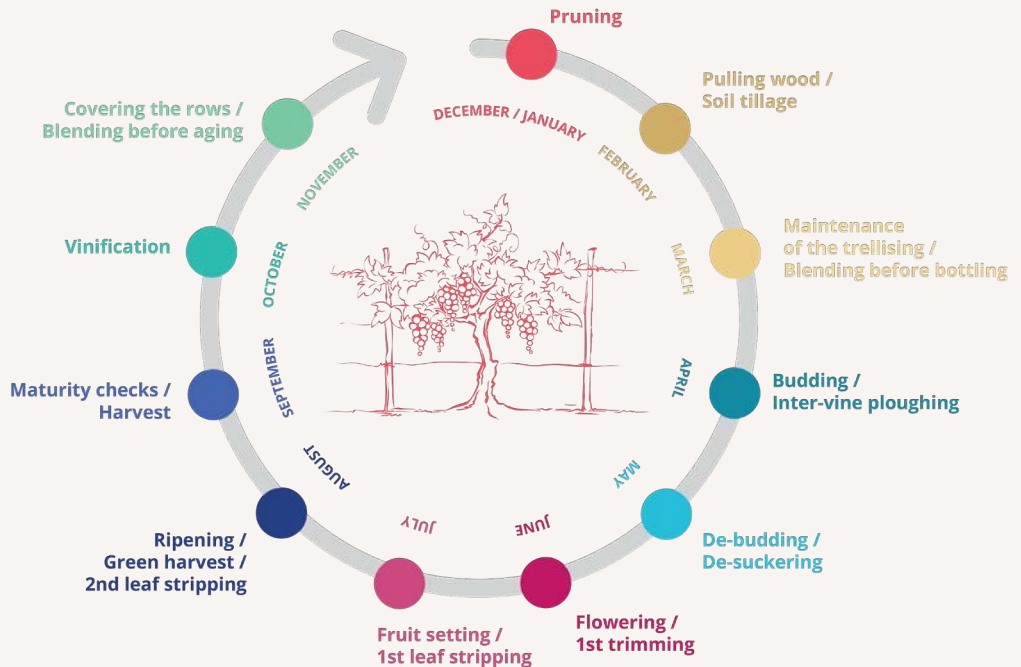 Pruning
DECEMBER / JANUARY
Pulling wood /
Soil tillage
FEBRUARY
Maintenance
of the trellising /
Blending before bottling
MARCH
Budding /
Inter-vine ploughing
APRIL
De-budding /
De-suckering
MAY
Flowering /
1st trimming
JUNE
Fruit setting /
1st leaf stripping
JULY
Ripening /
Green harvest /
2nd leaf stripping
AUGUST
Maturity checks /
Harvest
SEPTEMBER
Vinification
OCTOBER
Covering the rows /
Blending before aging
NOVEMBER